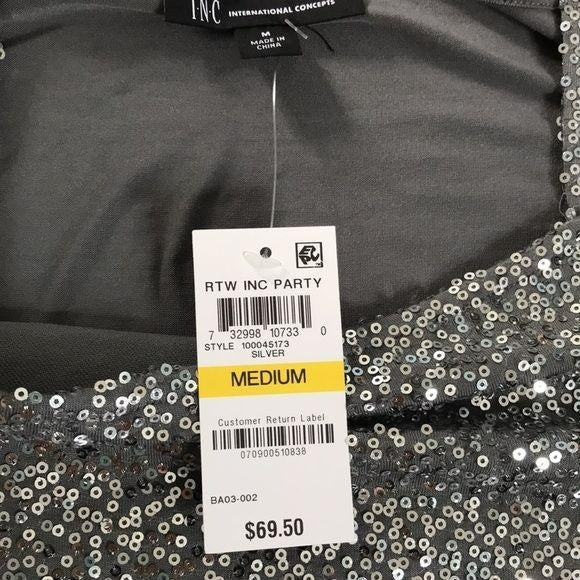 I·N·C INTERNATIONAL CONCEPTS
M
MADE IN
CHINA
RTW INC PARTY
7 32998 10733 0
STYLE 100045173
SILVER
MEDIUM
Customer Return Label
070900510838
BA03-002
$69.50